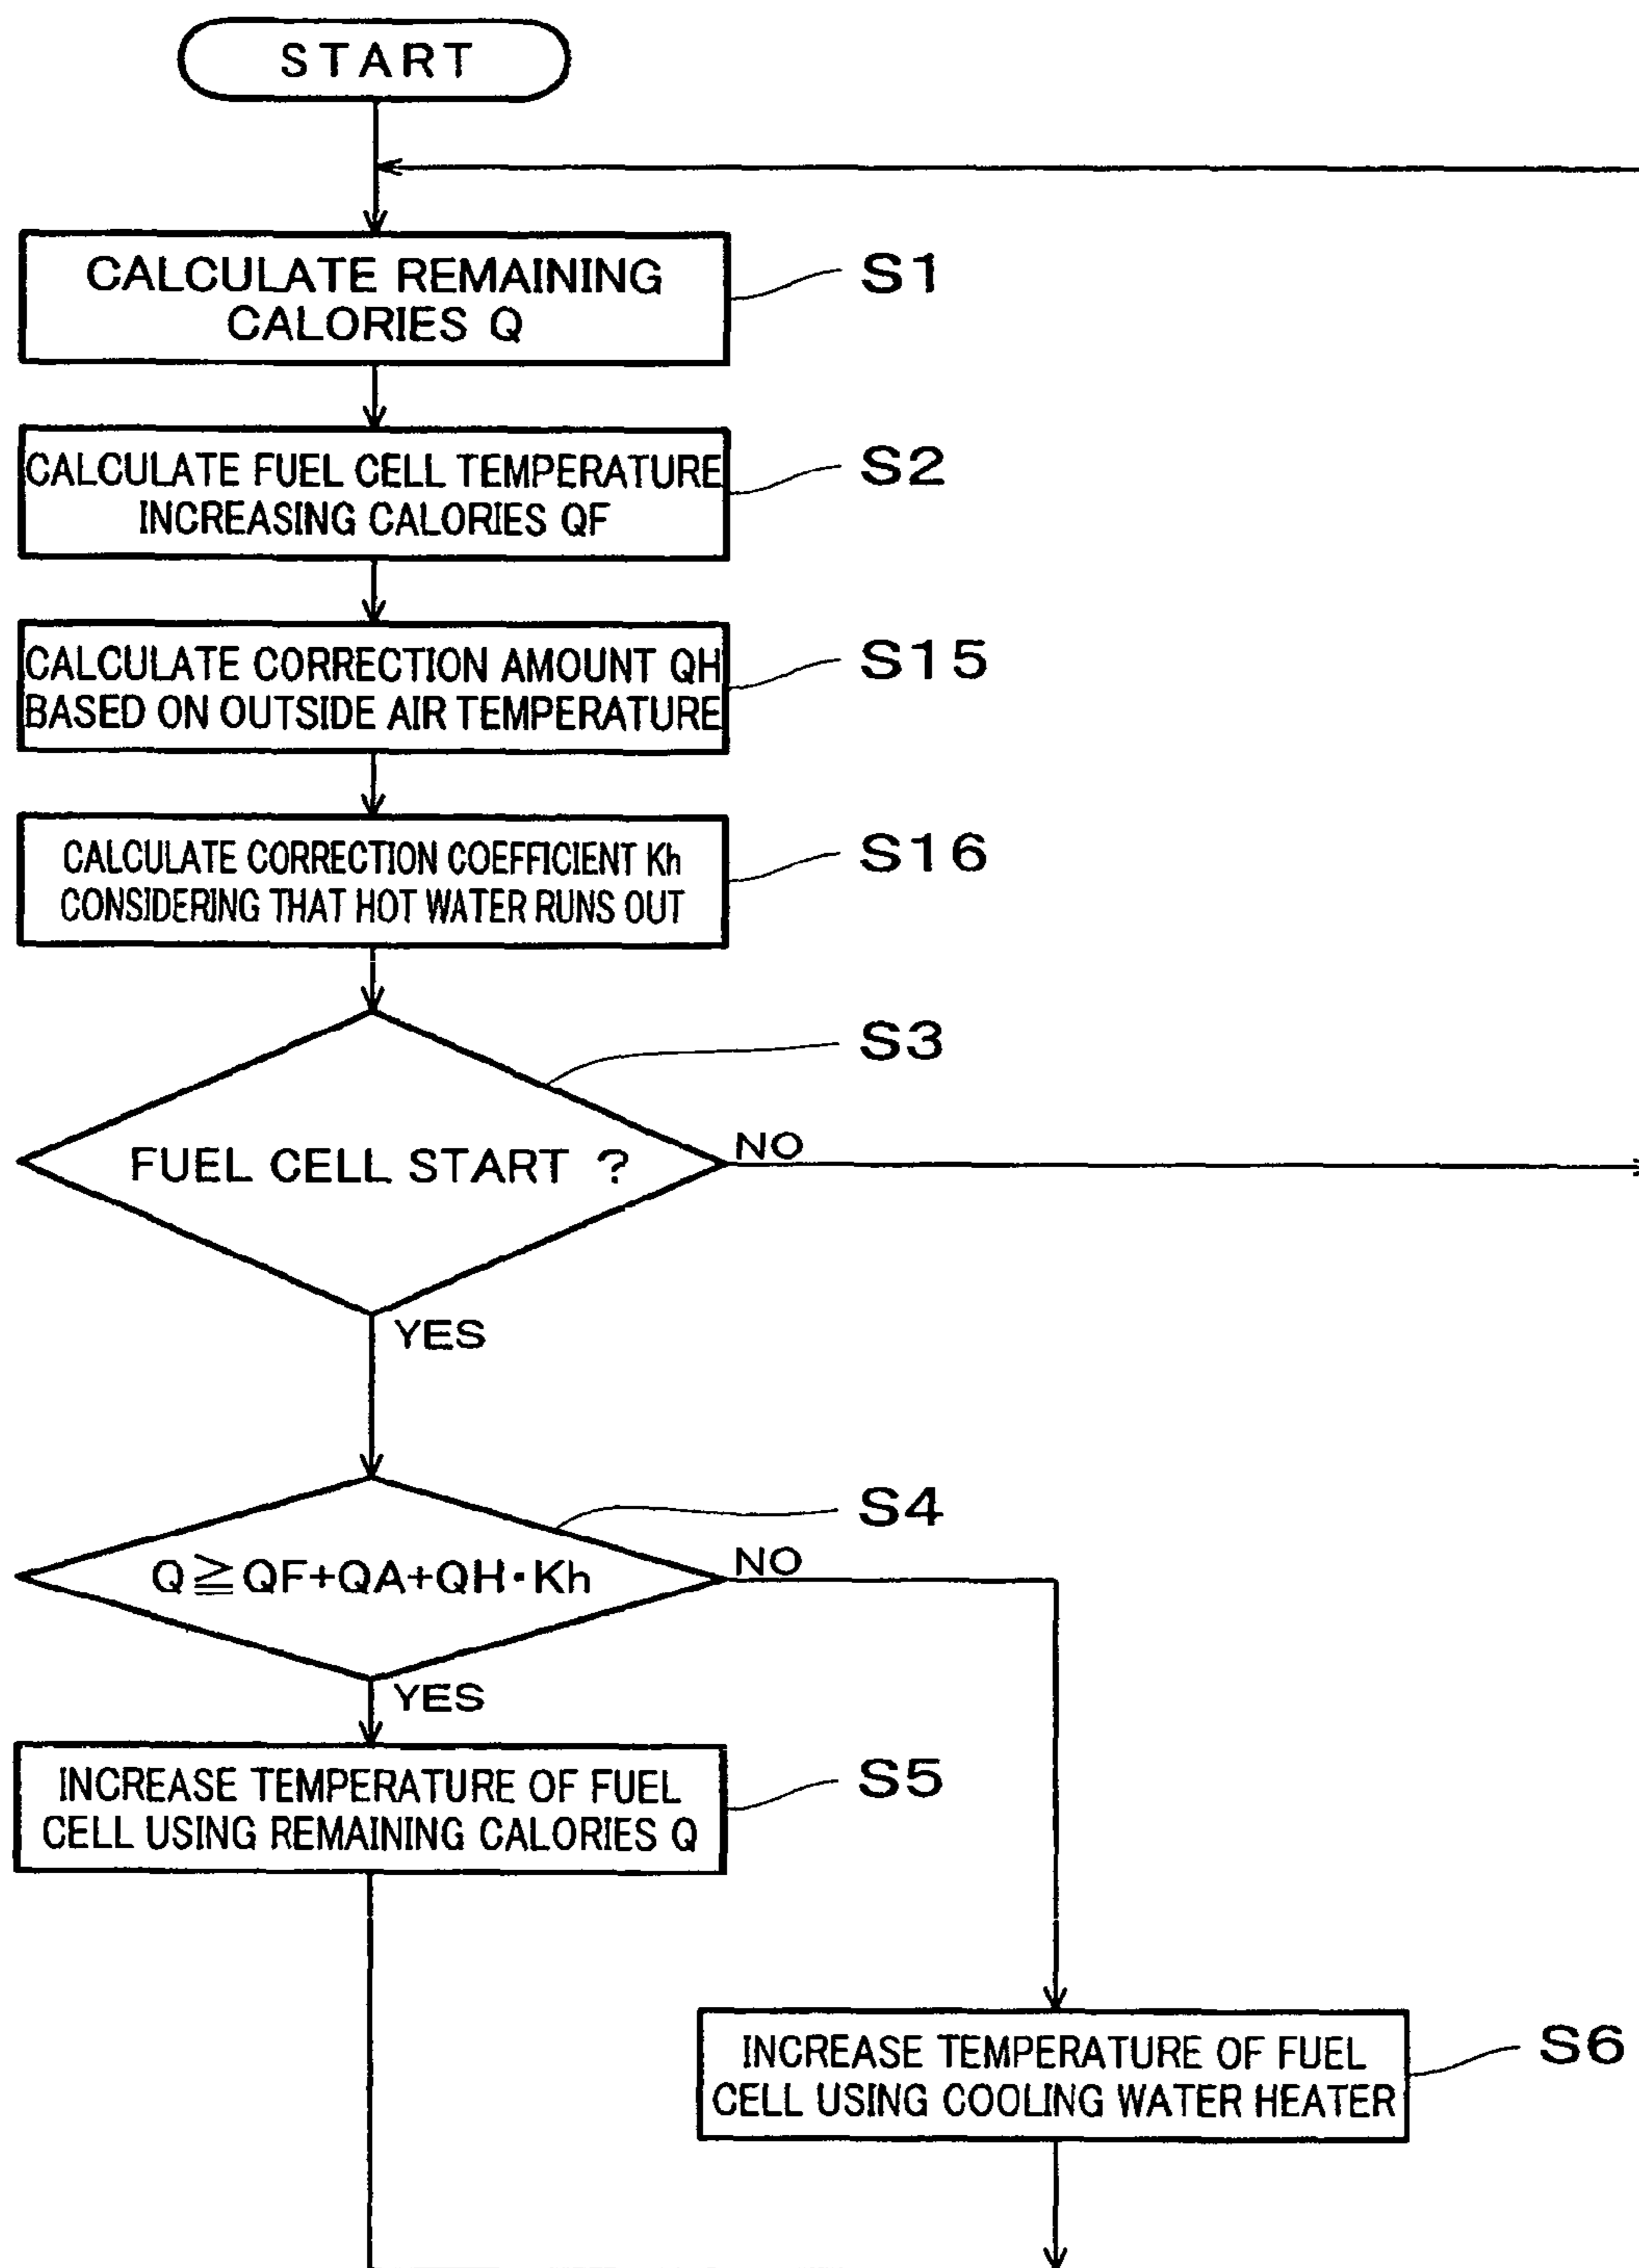 START
CALCULATE REMAINING
CALORIES Q
S1
CALCULATE FUEL CELL TEMPERATURE
INCREASING CALORIES QF
S2
CALCULATE CORRECTION AMOUNT QH
BASED ON OUTSIDE AIR TEMPERATURE
S15
CALCULATE CORRECTION COEFFICIENT Kh
CONSIDERING THAT HOT WATER RUNS OUT
S16
S3
FUEL CELL START ?
NO
YES
S4
Q≧QF+QA+QH·Kh
NO
YES
INCREASE TEMPERATURE OF FUEL
CELL USING REMAINING CALORIES Q
S5
INCREASE TEMPERATURE OF FUEL
CELL USING COOLING WATER HEATER
S6